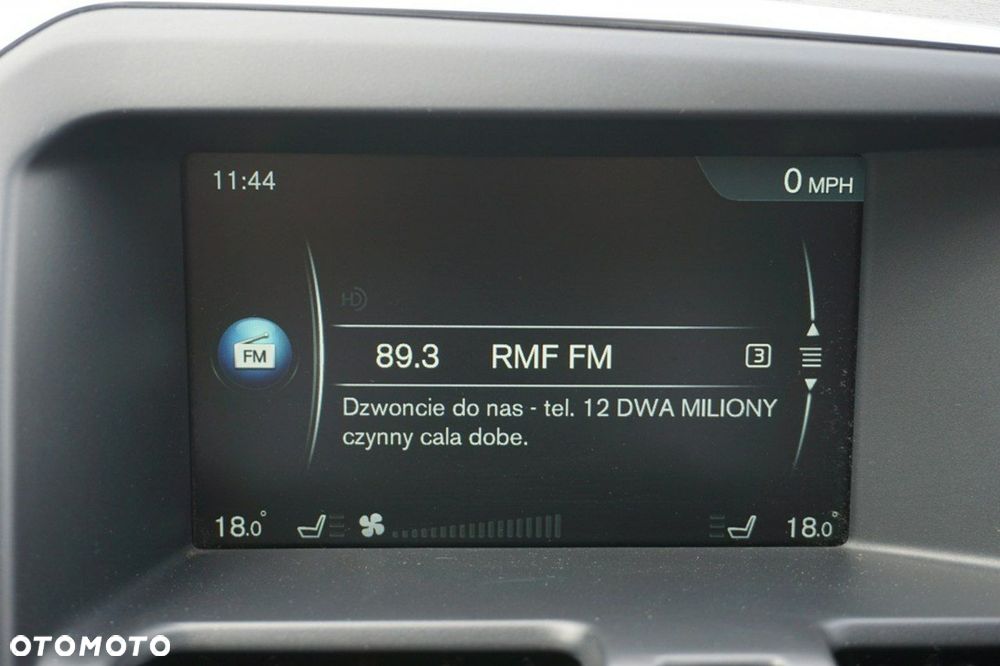 11:44
0 MPH
HD
FM
89.3 RMF FM 3
Dzwoncie do nas - tel. 12 DWA MILIONY
czynny cala dobe.
18.0° 18.0°
OTOMOTO